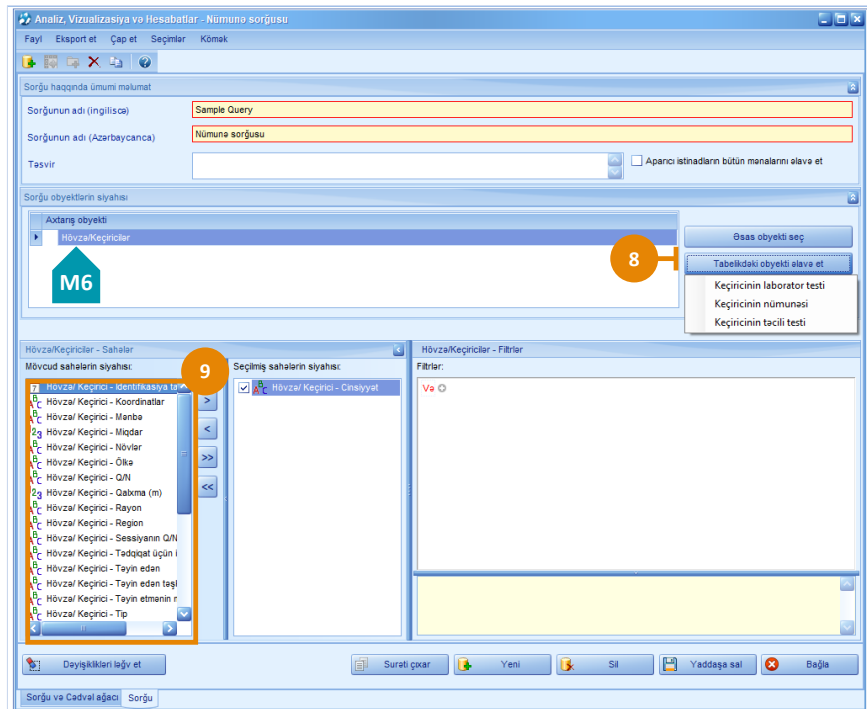 Analiz, Vizualizasiya və Hesabatlar - Nümunə sorğusu
Fayl Eksport et Çap et Seçimlər Kömək
Sorğu haqqında ümumi məlumat
Sorğunun adı (ingiliscə) Sample Query
Sorğunun adı (Azərbaycanca) Nümunə sorğusu
Təsvir Aparıcı istinadların bütün mənalarını əlavə et
Sorğu obyektlərin siyahısı
Axtarış obyekti
Hövzə/Keçiricilər
Əsas obyekti seç
8
Tabelikdəki obyekti əlavə et
M6
Keçiricinin laborator testi
Keçiricinin nümunəsi
Keçiricinin təcili testi
Hövzə/Keçiricilər - Sahələr
Hövzə/Keçiricilər - Filtrlər
Mövcud sahələrin siyahısı:
9
Seçilmiş sahələrin siyahısı:
Filtrlər:
Hövzə/ Keçirici - Identifikasiya ta
Hövzə/ Keçirici - Koordinatlar
Hövzə/ Keçirici - Mənbə
Hövzə/ Keçirici - Miqdar
Hövzə/ Keçirici - Növlər
Hövzə/ Keçirici - Ölkə
Hövzə/ Keçirici - Q/N
Hövzə/ Keçirici - Qalxma (m)
Hövzə/ Keçirici - Rayon
Hövzə/ Keçirici - Region
Hövzə/ Keçirici - Sessiyanın Q/N
Hövzə/ Keçirici - Tədqiqat üçün i
Hövzə/ Keçirici - Təyin edən
Hövzə/ Keçirici - Təyin edən təşl
Hövzə/ Keçirici - Təyin etmənin n
Hövzə/ Keçirici - Tip
>
<
>>
<<
Hövzə/ Keçirici - Cinsiyyət
Və
Dəyişiklikləri ləğv et Surəti çıxar Yeni Sil Yaddaşa sal Bağla
Sorğu və Cədvəl ağacı Sorğu